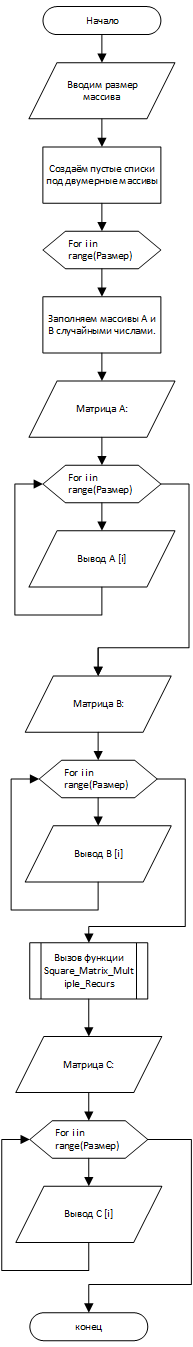 Начало
Вводим размер
массива
Создаём пустые списки
под двумерные массивы
For i in
range(Размер)
Заполняем массивы А и
В случайными числами.
Матрица А:
For i in
range(Размер)
Вывод А [i]
Матрица В:
For i in
range(Размер)
Вывод В [i]
Вызов функции
Square_Matrix_Mult
iple_Recurs
Матрица С:
For i in
range(Размер)
Вывод С [i]
конец